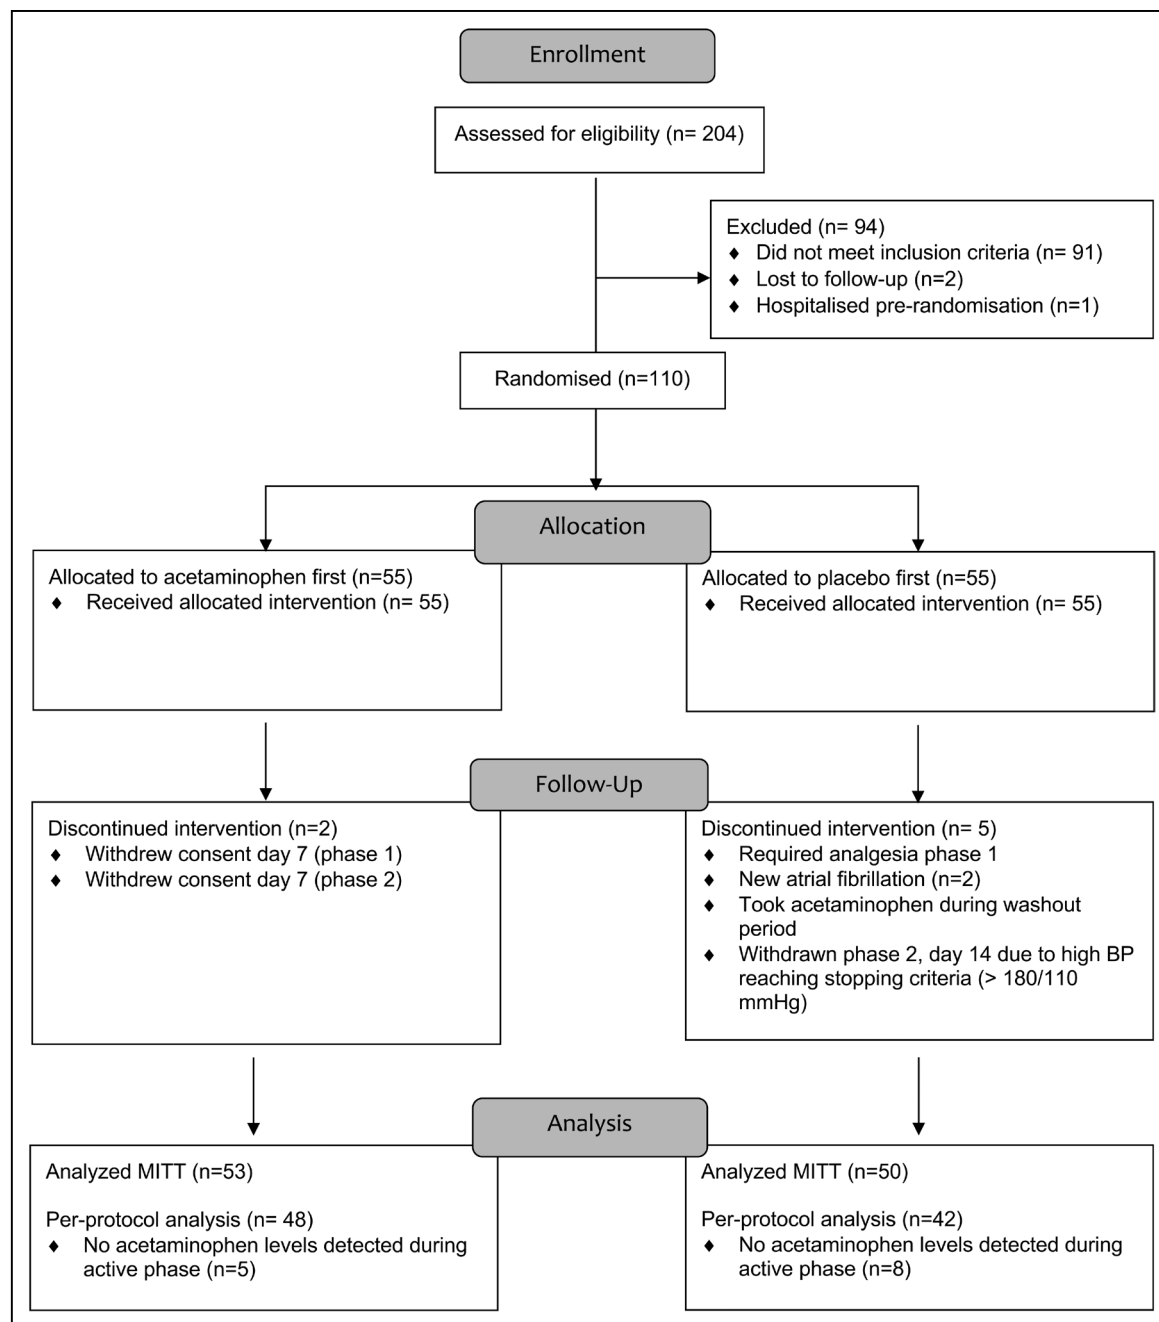 Enrollment
Assessed for eligibility (n= 204)
Excluded (n= 94)
♦ Did not meet inclusion criteria (n= 91)
♦ Lost to follow-up (n=2)
♦ Hospitalised pre-randomisation (n=1)
Randomised (n=110)
Allocation
Allocated to acetaminophen first (n=55)
♦ Received allocated intervention (n= 55)
Allocated to placebo first (n=55)
♦ Received allocated intervention (n= 55)
Follow-Up
Discontinued intervention (n=2)
♦ Withdrew consent day 7 (phase 1)
♦ Withdrew consent day 7 (phase 2)
Discontinued intervention (n= 5)
♦ Required analgesia phase 1
♦ New atrial fibrillation (n=2)
♦ Took acetaminophen during washout
period
♦ Withdrawn phase 2, day 14 due to high BP
reaching stopping criteria (> 180/110
mmHg)
Analysis
Analyzed MITT (n=53)
Per-protocol analysis (n= 48)
♦ No acetaminophen levels detected during
active phase (n=5)
Analyzed MITT (n=50)
Per-protocol analysis (n=42)
♦ No acetaminophen levels detected during
active phase (n=8)